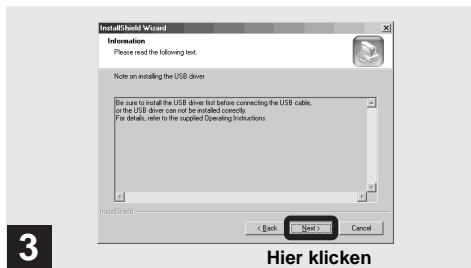 InstallShield Wizard
Information
Please read the following text.
Note on installing the USB driver
Be sure to install the USB driver first before connecting the USB cable,
or the USB driver can not be installed correctly.
For details, refer to the supplied Operating Instructions.
InstallShield
< Back Next > Cancel
3
Hier klicken